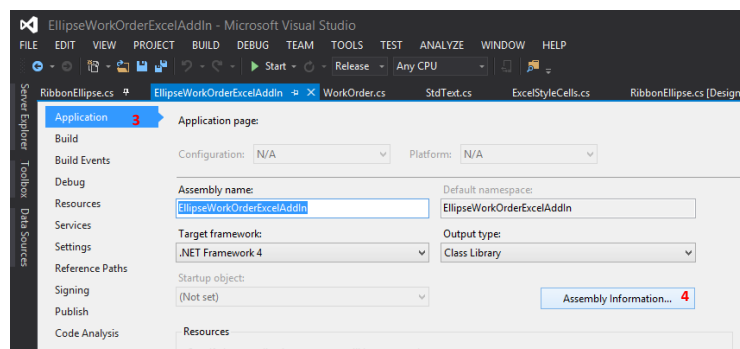 EllipseWorkOrderExcelAddIn - Microsoft Visual Studio
FILE EDIT VIEW PROJECT BUILD DEBUG TEAM TOOLS TEST ANALYZE WINDOW HELP
Start Release Any CPU
RibbonEllipse.cs EllipseWorkOrderExcelAddIn WorkOrder.cs StdText.cs ExcelStyleCells.cs RibbonEllipse.cs [Design
Server Explorer
Toolbox
Data Sources
Application 3
Build
Build Events
Debug
Resources
Services
Settings
Reference Paths
Signing
Publish
Code Analysis
Application page:
Configuration: N/A Platform: N/A
Assembly name: Default namespace:
EllipseWorkOrderExcelAddIn EllipseWorkOrderExcelAddIn
Target framework: Output type:
.NET Framework 4 Class Library
Startup object:
(Not set) Assembly Information... 4
Resources